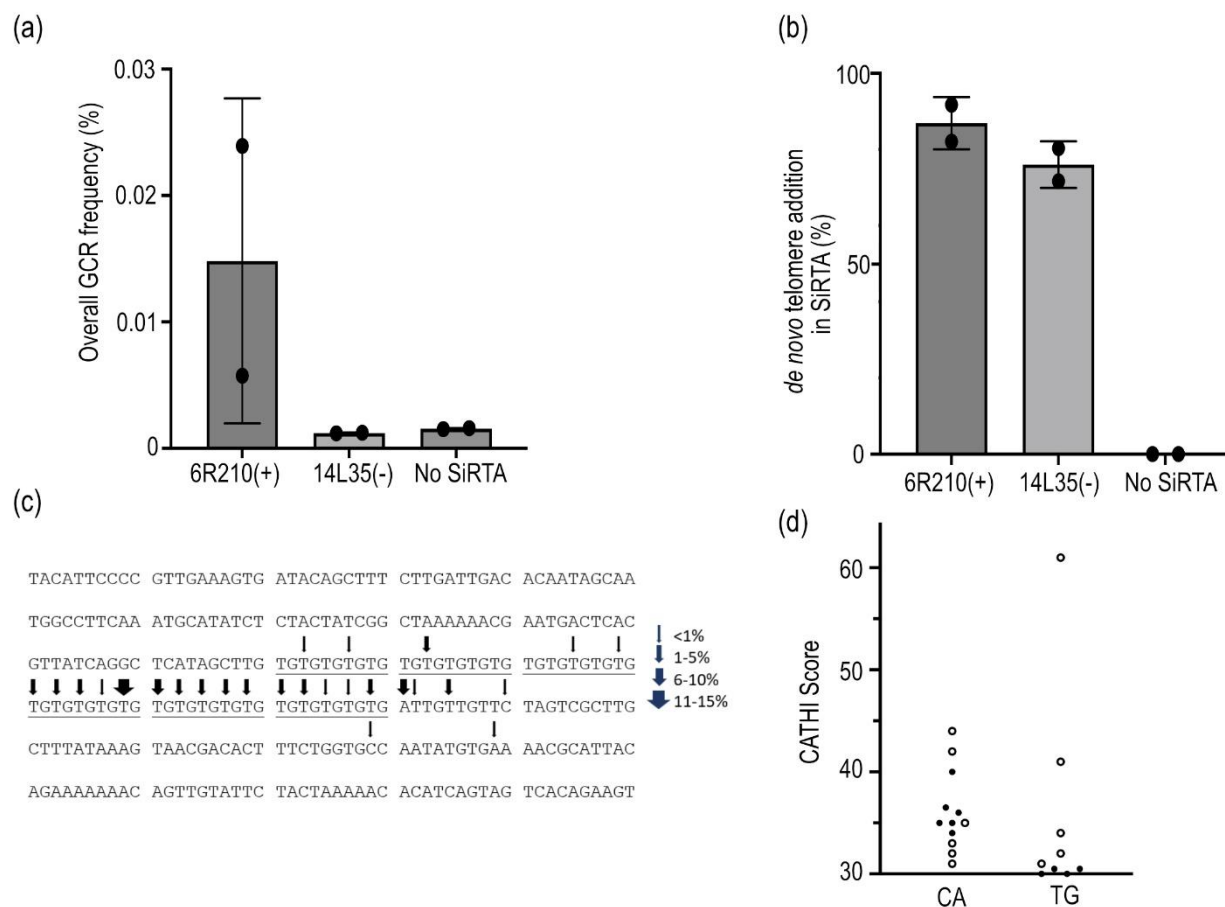 (a)
Overall GCR frequency (%)
0.03
0.02
0.01
0
6R210(+)
14L35(-)
No SiRTA
(b)
de novo telomere addition
in SiRTA (%)
100
50
0
6R210(+)
14L35(-)
No SiRTA
(c)
TACATTCCCC GTTGAAAGTG ATACAGCTTT CTTGATTGAC ACAATAGCAA
TGGCCTTCAA ATGCATATCT CTACTATCGG CTAAAAAACG AATGACTCAC
GTTATCAGGC TCATAGCTTG TGTGTGTGTG TGTGTGTGTG TGTGTGTGTG
TGTGTGTGTG TGTGTGTGTG TGTGTGTGTG ATTGTTGTTC TAGTCGCTTG
CTTTATAAAG TAACGACACT TTCTGGTGCC AATATGTGAA AACGCATTAC
AGAAAAAAAC AGTTGTATTC TACTAAAAAC ACATCAGTAG TCACAGAAGT
<1%
1-5%
6-10%
11-15%
(d)
CATHI Score
60
50
40
30
CA
TG